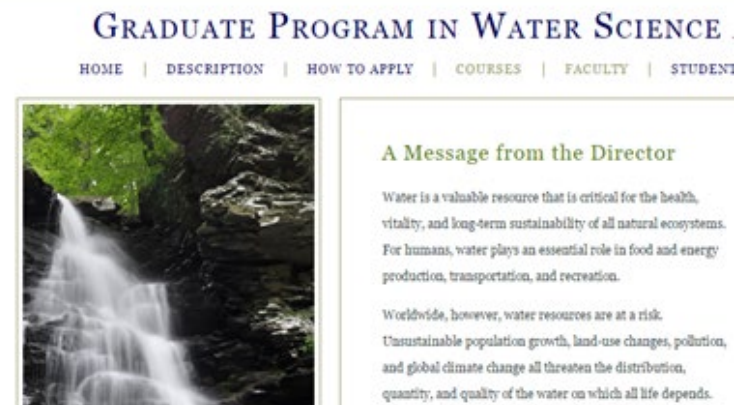 GRADUATE PROGRAM IN WATER SCIENCE
HOME | DESCRIPTION | HOW TO APPLY | COURSES | FACULTY | STUDENT
A Message from the Director
Water is a valuable resource that is critical for the health,
vitality, and long-term sustainability of all natural ecosystems.
For humans, water plays an essential role in food and energy
production, transportation, and recreation.
Worldwide, however, water resources are at a risk.
Unsustainable population growth, land-use changes, pollution,
and global climate change all threaten the distribution,
quantity, and quality of the water on which all life depends.